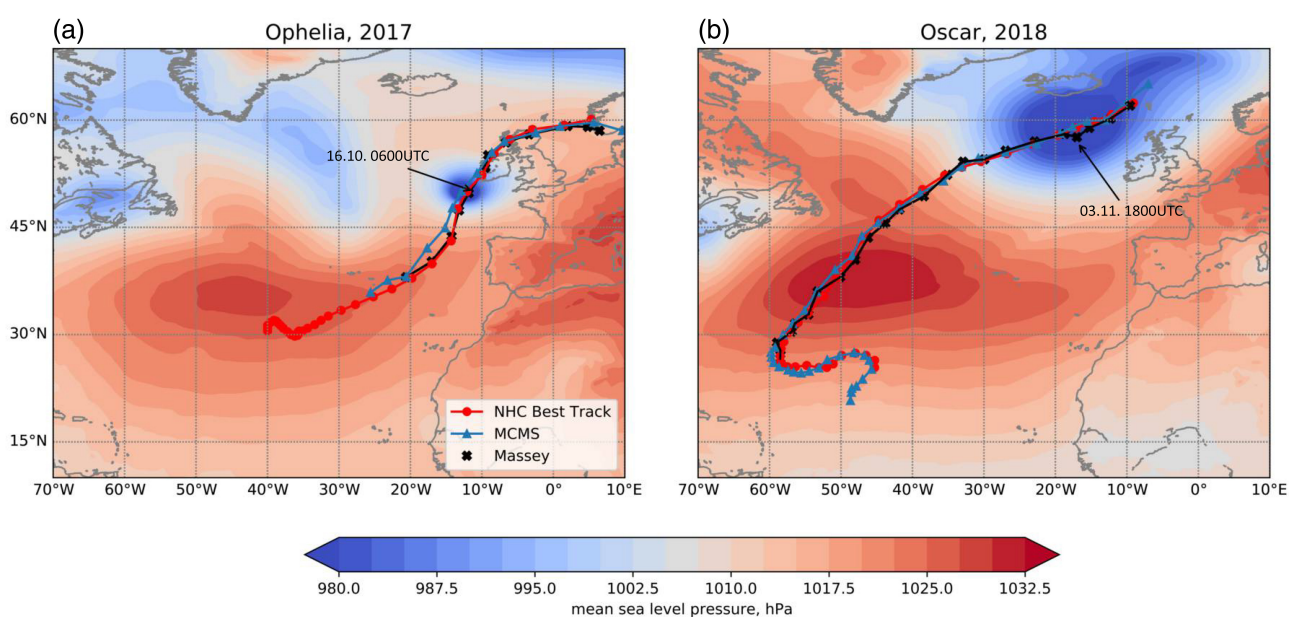 (a)
Ophelia, 2017
60°N
45°N
30°N
15°N
16.10. 0600UTC
NHC Best Track
MCMS
Massey
70°W 60°W 50°W 40°W 30°W 20°W 10°W 0° 10°E
(b)
Oscar, 2018
03.11. 1800UTC
70°W 60°W 50°W 40°W 30°W 20°W 10°W 0° 10°E
980.0 987.5 995.0 1002.5 1010.0 1017.5 1025.0 1032.5
mean sea level pressure, hPa